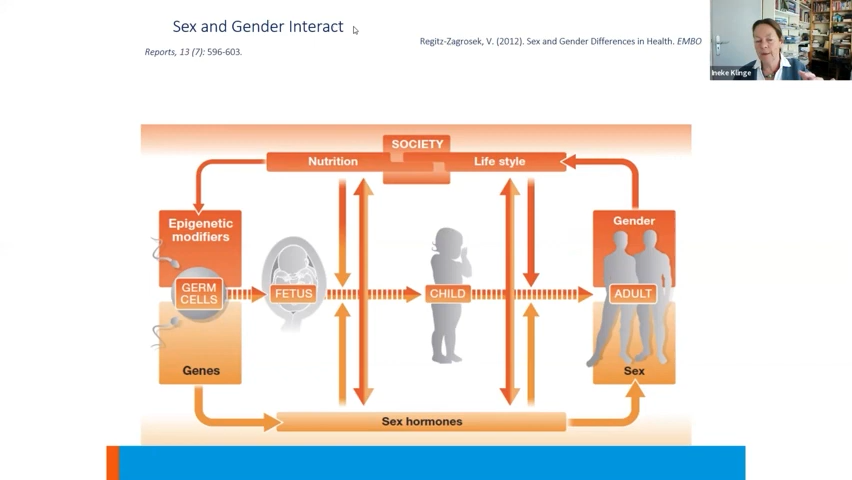 Sex and Gender Interact
Regitz-Zagrosek, V. (2012). Sex and Gender Differences in Health. EMBO
Reports, 13 (7): 596-603.
Ineke Klinge
SOCIETY
Nutrition
Life style
Epigenetic
modifiers
Gender
GERM
CELLS
FETUS
CHILD
ADULT
Genes
Sex
Sex hormones